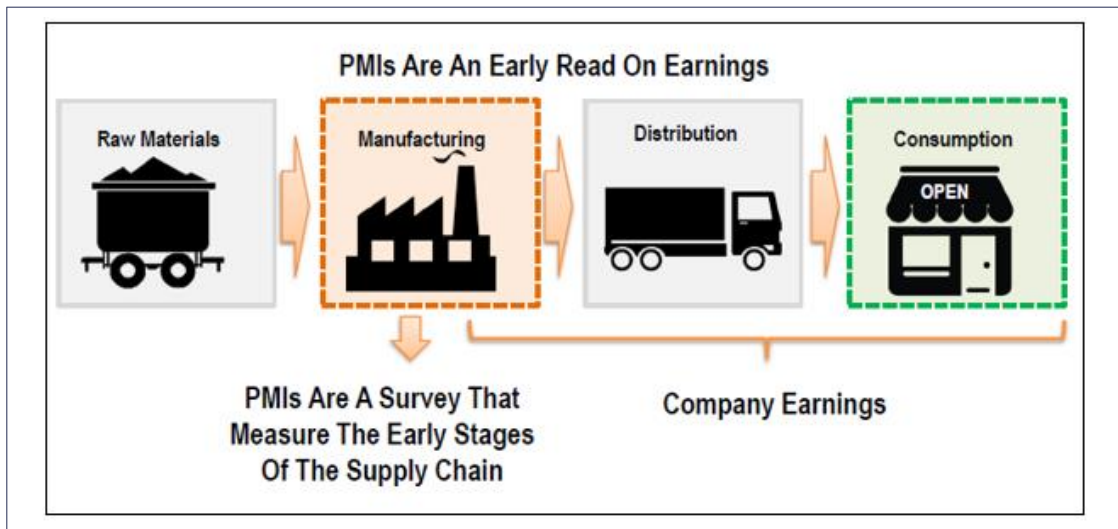 PMIs Are An Early Read On Earnings
Raw Materials
Manufacturing
Distribution
Consumption
OPEN
PMIs Are A Survey That
Measure The Early Stages
Of The Supply Chain
Company Earnings